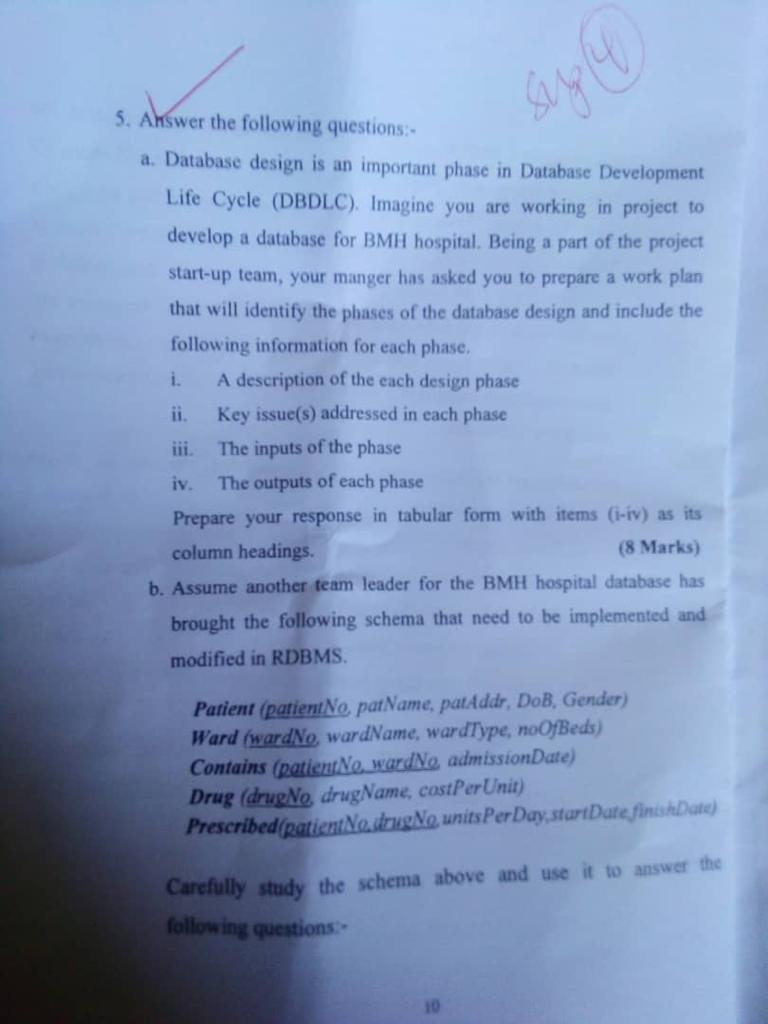 5. Answer the following questions:-
a. Database design is an important phase in Database Development
Life Cycle (DBDLC). Imagine you are working in project to
develop a database for BMH hospital. Being a part of the project
start-up team, your manger has asked you to prepare a work plan
that will identify the phases of the database design and include the
following information for each phase.
i. A description of the each design phase
ii. Key issue(s) addressed in each phase
iii. The inputs of the phase
iv. The outputs of each phase
Prepare your response in tabular form with items (i-iv) as its
column headings. (8 Marks)
b. Assume another team leader for the BMH hospital database has
brought the following schema that need to be implemented and
modified in RDBMS.
Patient (patientNo, patName, patAddr, DoB, Gender)
Ward (wardNo, wardName, wardType, noOfBeds)
Contains (patientNo, wardNo, admissionDate)
Drug (drugNo, drugName, costPerUnit)
Prescribed(patientNo,drugNo,unitsPerDay,startDate,finishDate)
Carefully study the schema above and use it to answer the
following questions:-
10